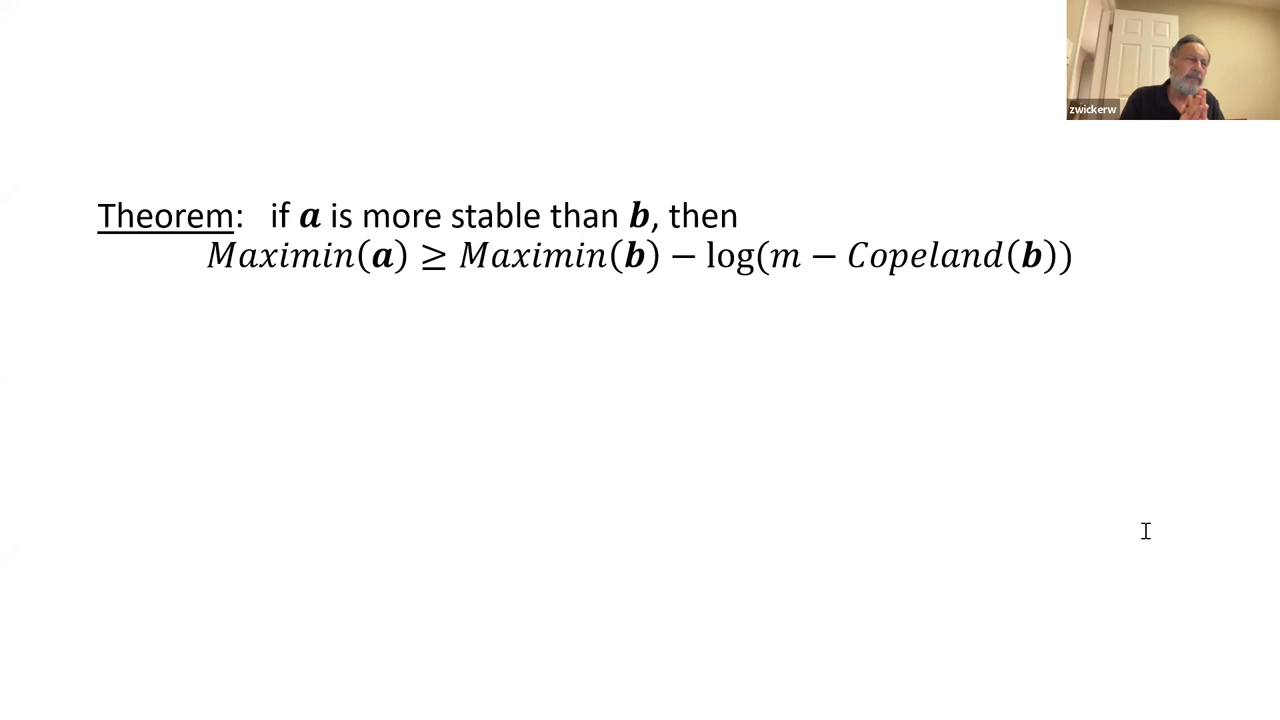 zwickerw
Theorem: if a is more stable than b, then
Maximin(a) ≥ Maximin(b) − log(m − Copeland(b))